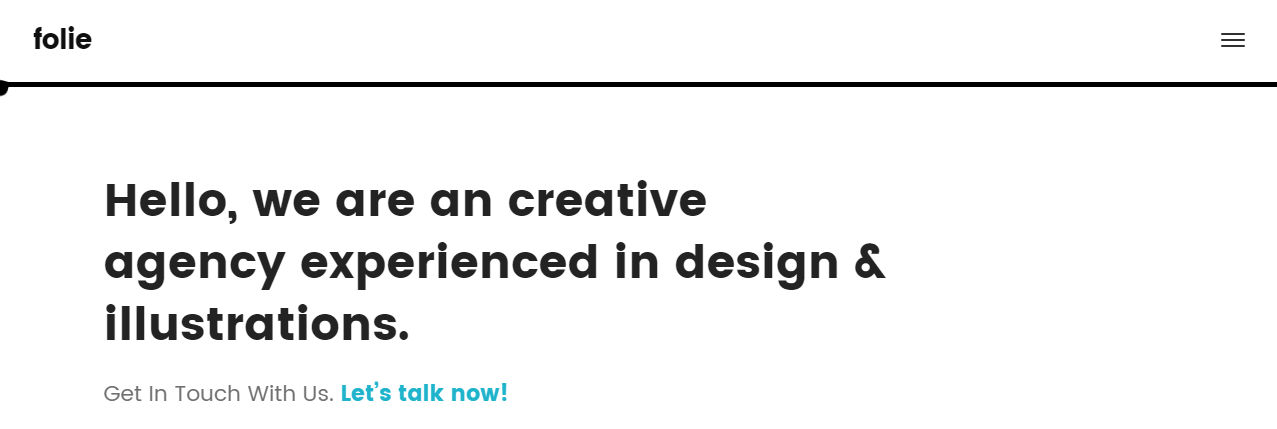 folie
Hello, we are an creative
agency experienced in design &
illustrations.
Get In Touch With Us. Let's talk now!